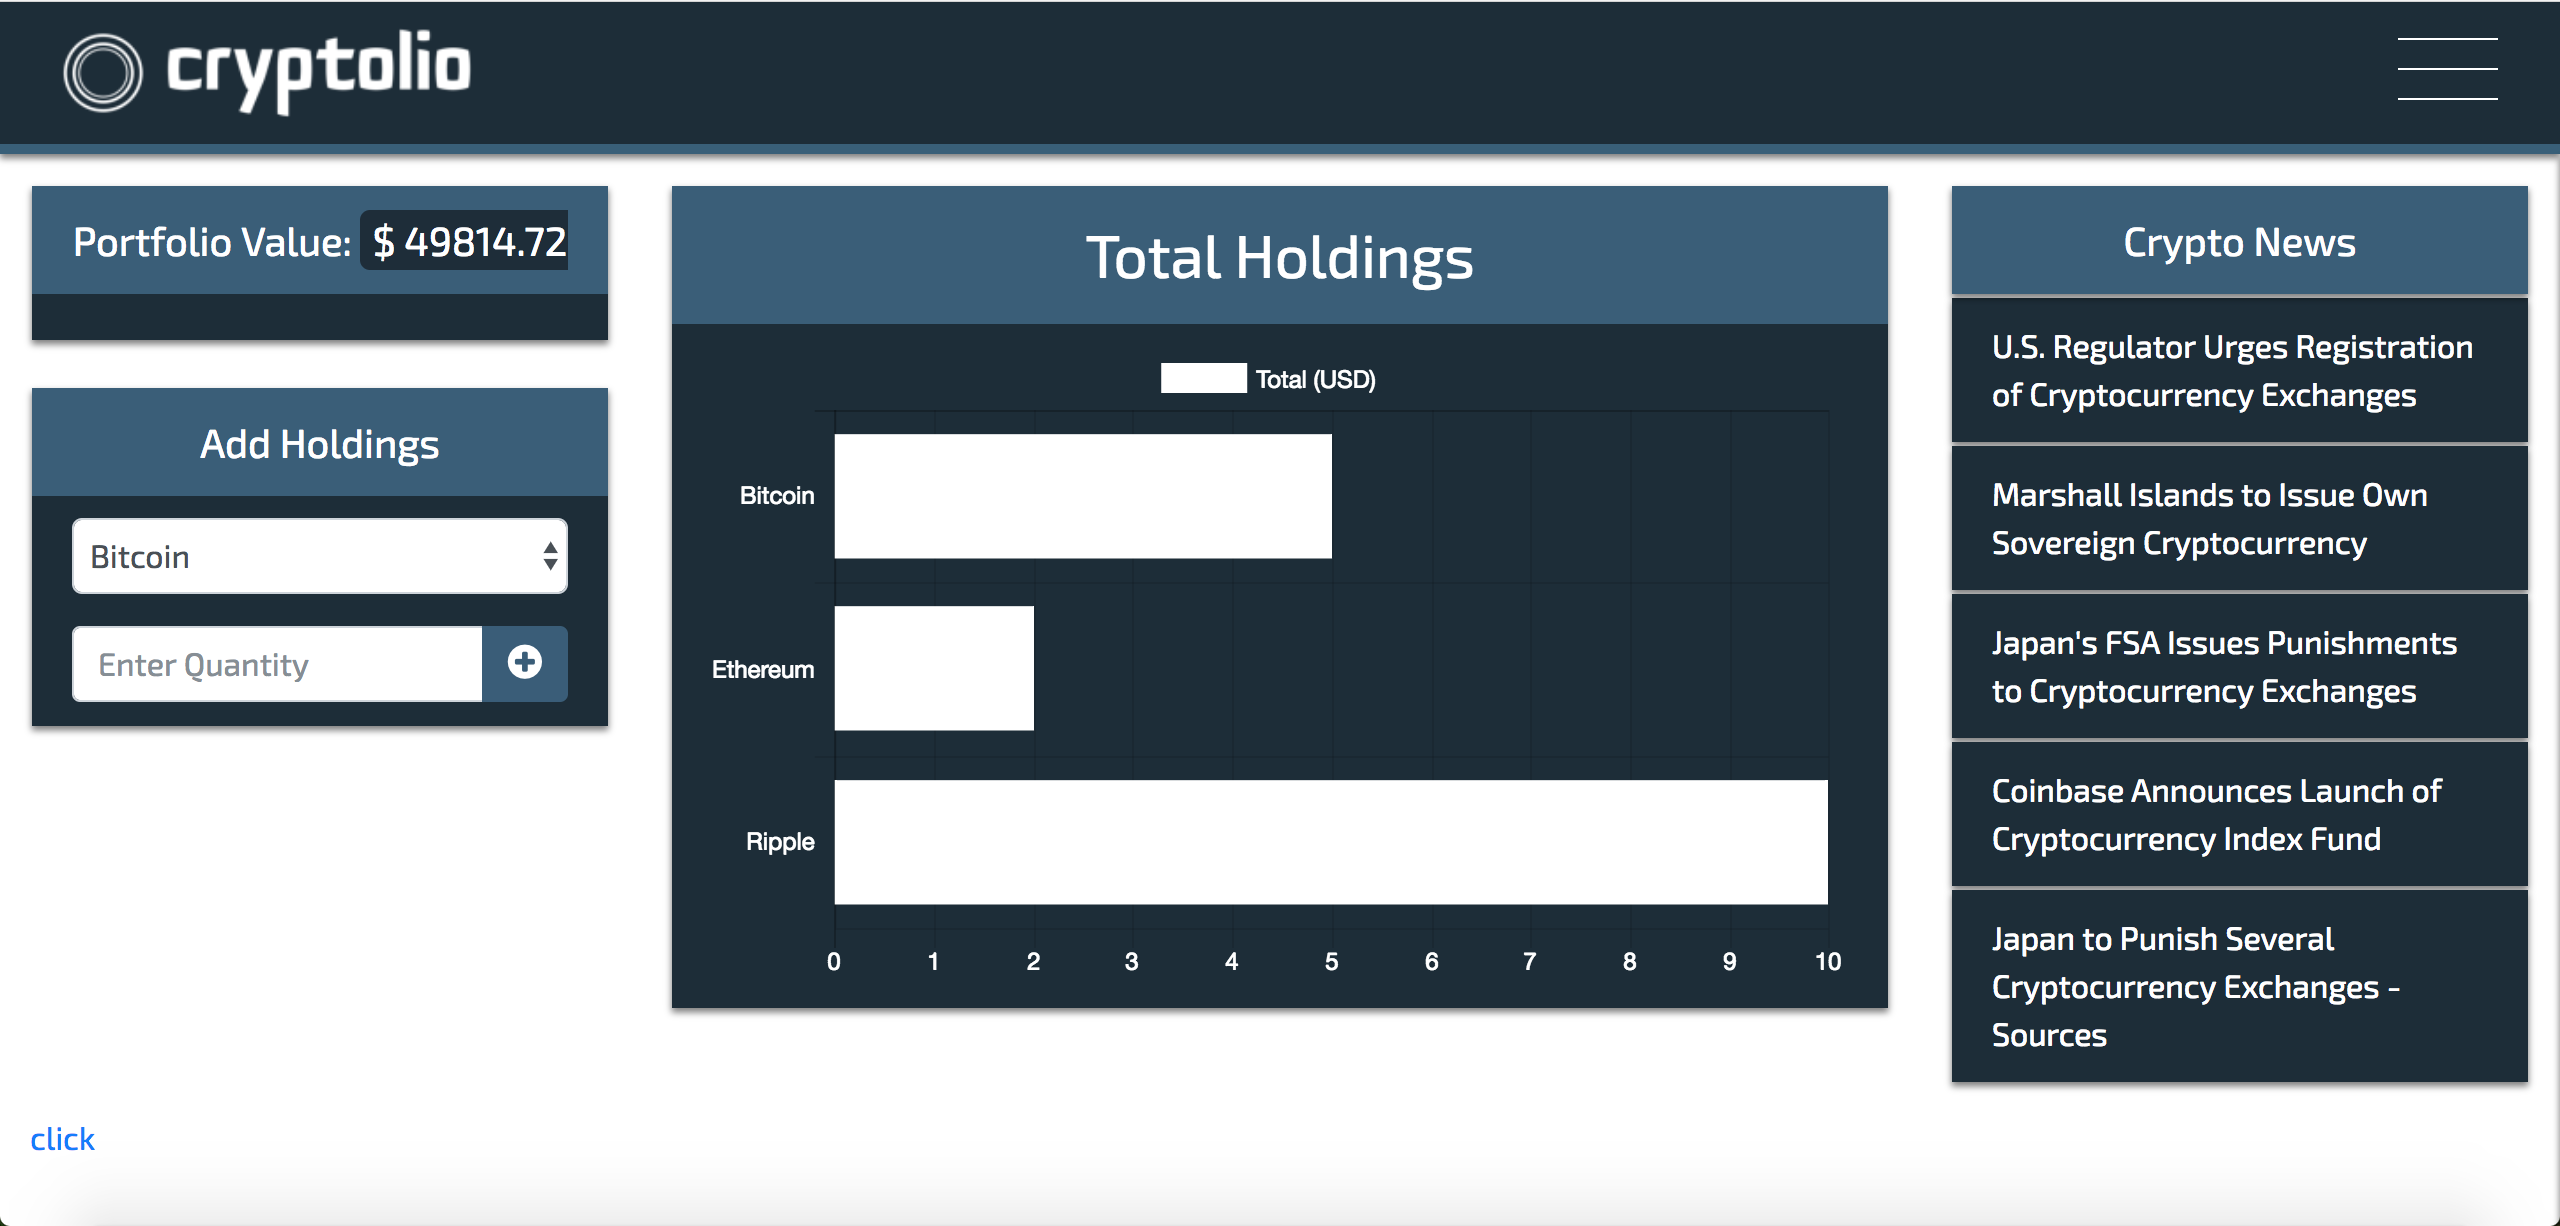 cryptolio
Portfolio Value: $ 49814.72
Add Holdings
Bitcoin
Enter Quantity
Total Holdings
Total (USD)
Bitcoin
Ethereum
Ripple
0 1 2 3 4 5 6 7 8 9 10
Crypto News
U.S. Regulator Urges Registration
of Cryptocurrency Exchanges
Marshall Islands to Issue Own
Sovereign Cryptocurrency
Japan's FSA Issues Punishments
to Cryptocurrency Exchanges
Coinbase Announces Launch of
Cryptocurrency Index Fund
Japan to Punish Several
Cryptocurrency Exchanges -
Sources
click